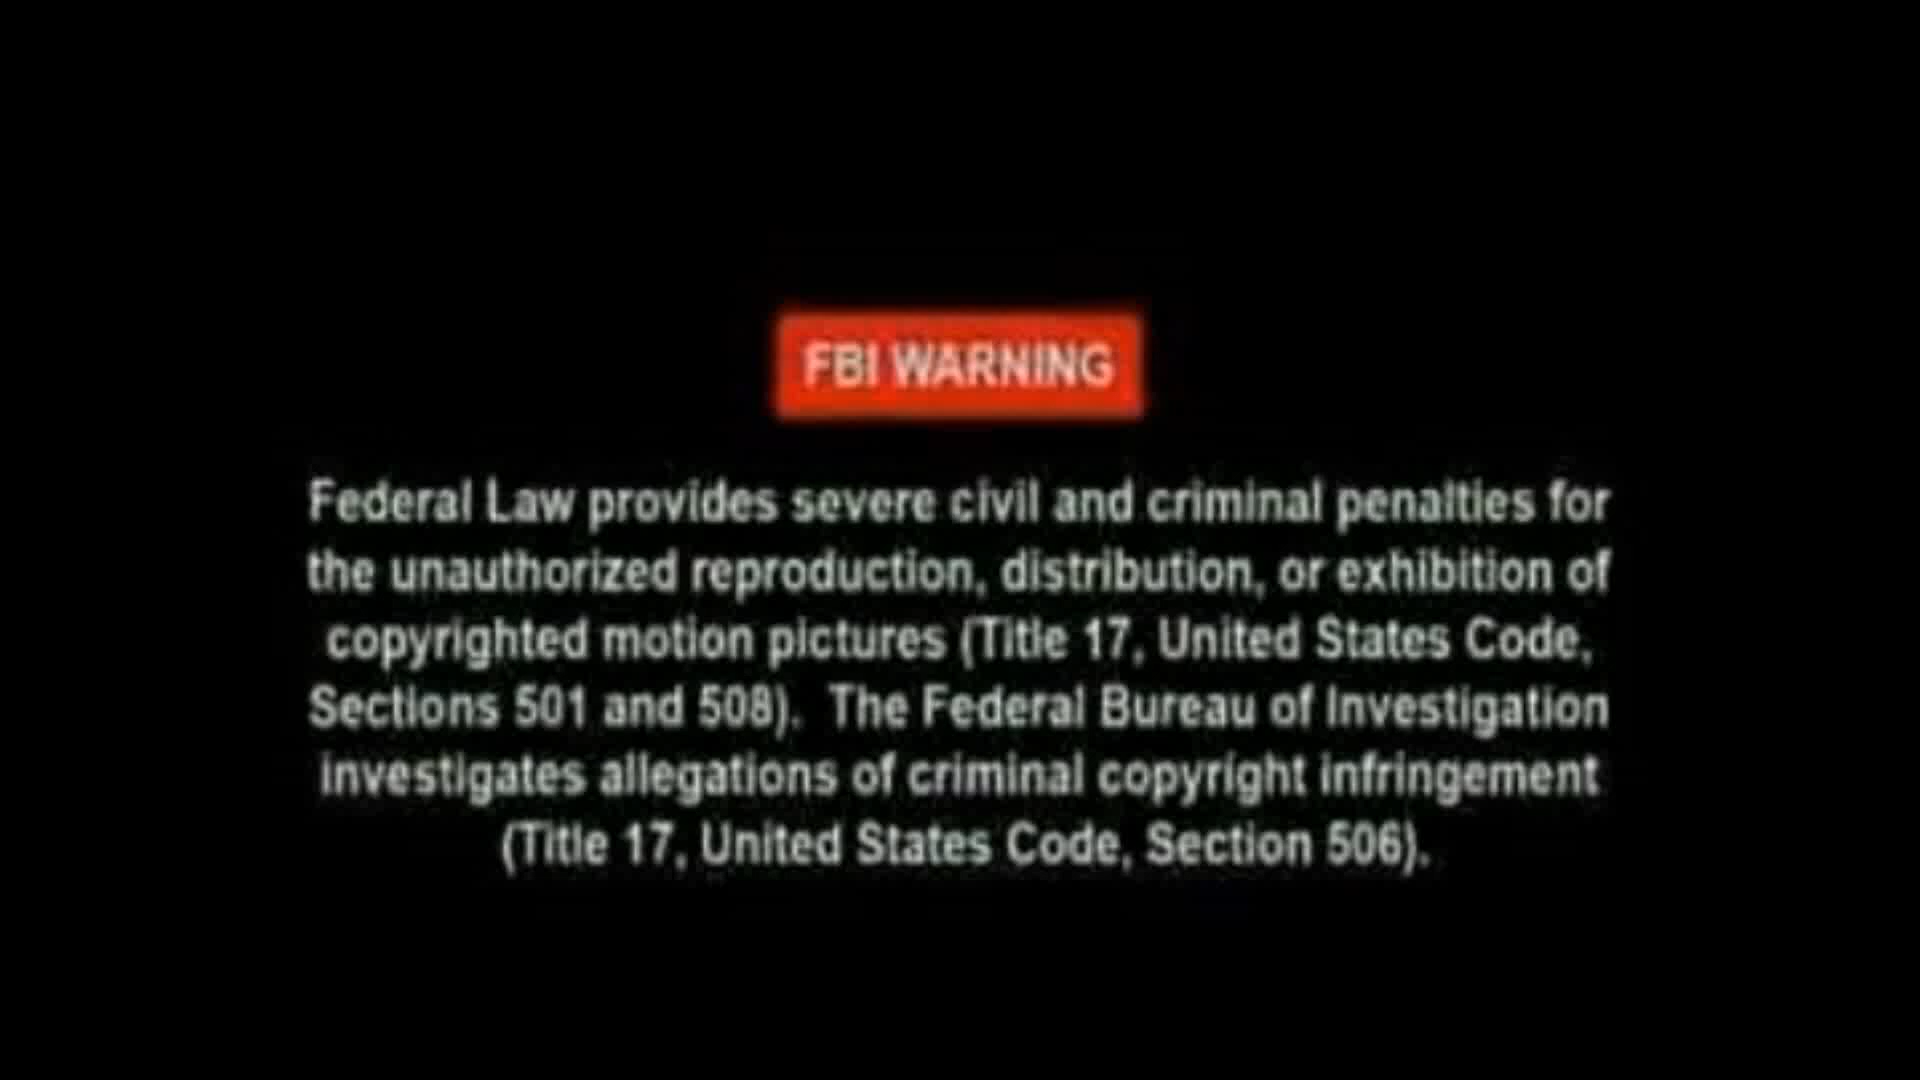 FBI WARNING
Federal Law provides severe civil and criminal penalties for
the unauthorized reproduction, distribution, or exhibition of
copyrighted motion pictures (Title 17, United States Code,
Sections 501 and 508).  The Federal Bureau of Investigation
investigates allegations of criminal copyright infringement
(Title 17, United States Code, Section 506).